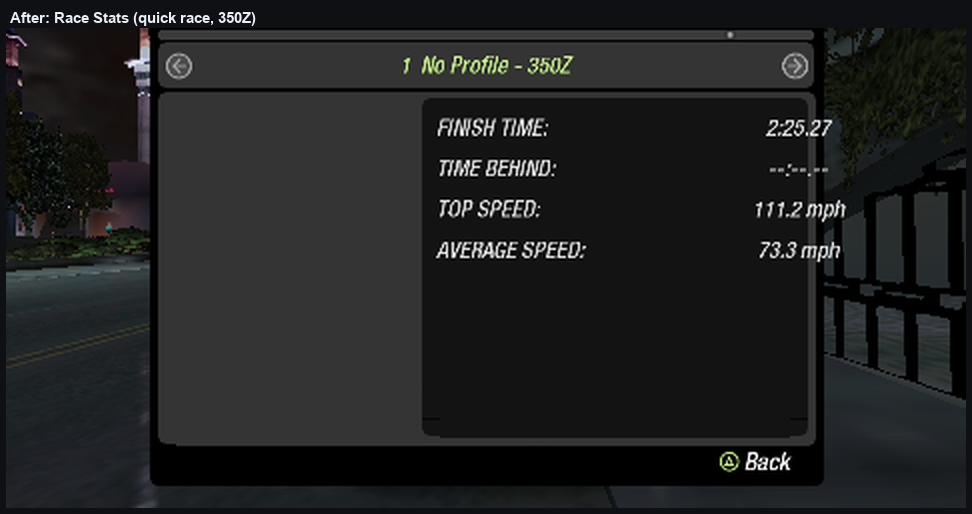 After: Race Stats (quick race, 350Z)
1 No Profile - 350Z
FINISH TIME: 2:25.27
TIME BEHIND: --:--.--
TOP SPEED: 111.2 mph
AVERAGE SPEED: 73.3 mph
Back